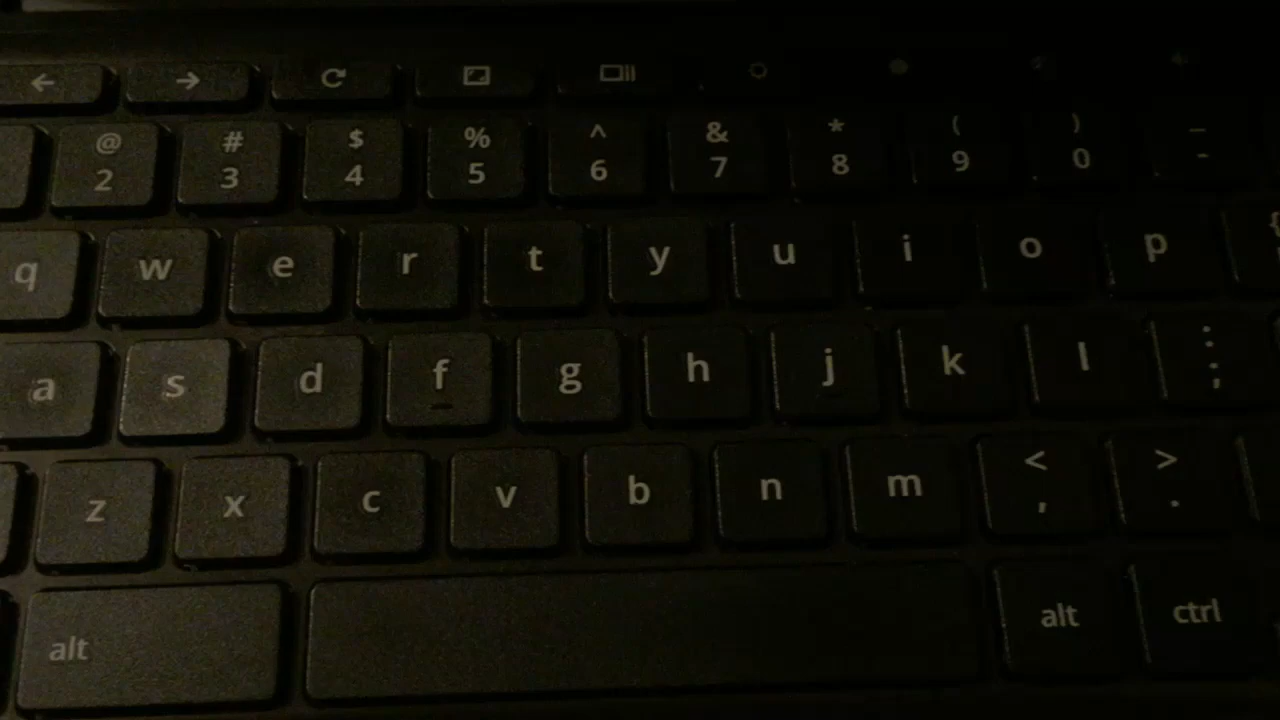 @ # $ % ^ & * ( ) _
2 3 4 5 6 7 8 9 0 -
q w e r t y u i o p {
a s d f g h j k l :
;
z x c v b n m < >
, .
alt alt ctrl